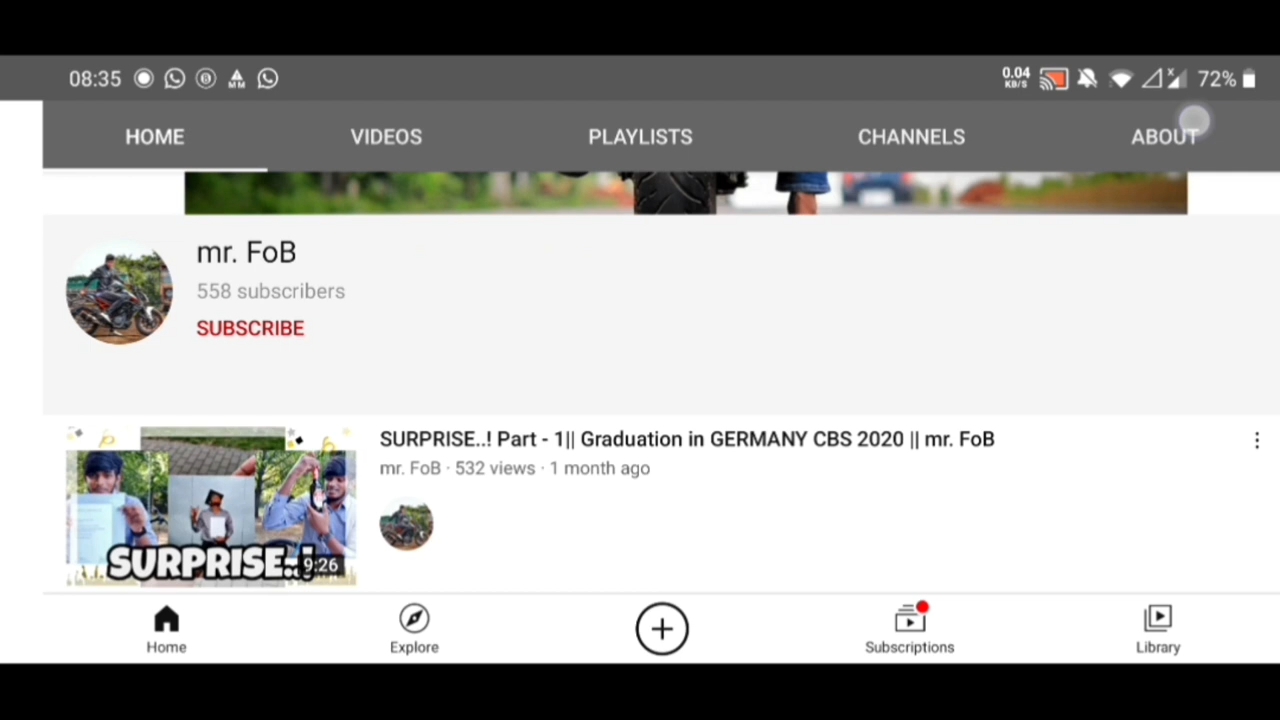 08:35 MM 0.04 KB/S 72%
HOME VIDEOS PLAYLISTS CHANNELS ABOUT
mr. FoB
558 subscribers
SUBSCRIBE
SURPRISE..! Part - 1|| Graduation in GERMANY CBS 2020 || mr. FoB
mr. FoB · 532 views · 1 month ago
SURPRISE..!
9:26
Home Explore Subscriptions Library